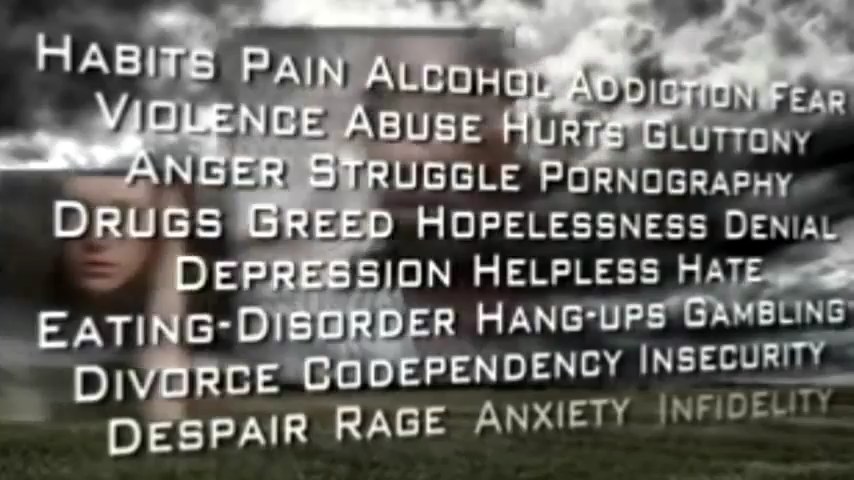 HABITS PAIN ALCOHOL ADDICTION FEAR
VIOLENCE ABUSE HURTS GLUTTONY
ANGER STRUGGLE PORNOGRAPHY
DRUGS GREED HOPELESSNESS DENIAL
DEPRESSION HELPLESS HATE
EATING-DISORDER HANG-UPS GAMBLING
DIVORCE CODEPENDENCY INSECURITY
DESPAIR RAGE ANXIETY INFIDELITY